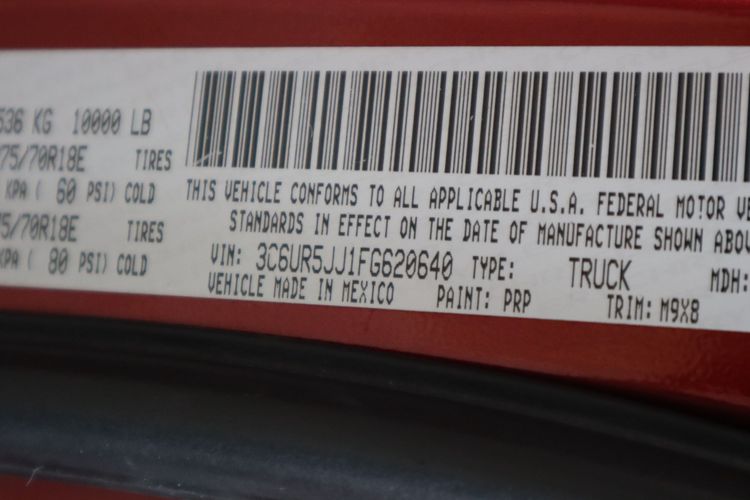 536 KG 10000 LB
75/70R18E TIRES
KPA ( 60 PSI) COLD
75/70R18E TIRES
KPA ( 80 PSI) COLD
THIS VEHICLE CONFORMS TO ALL APPLICABLE U.S.A. FEDERAL MOTOR VE
STANDARDS IN EFFECT ON THE DATE OF MANUFACTURE SHOWN ABOV
VIN: 3C6UR5JJ1FG620640 TYPE: TRUCK MDH:
VEHICLE MADE IN MEXICO PAINT: PRP TRIM: M9X8